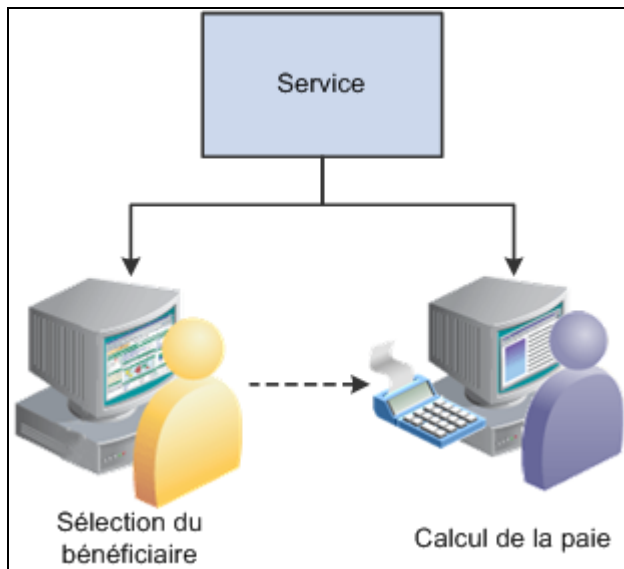 Service
Sélection du
bénéficiaire
Calcul de la paie